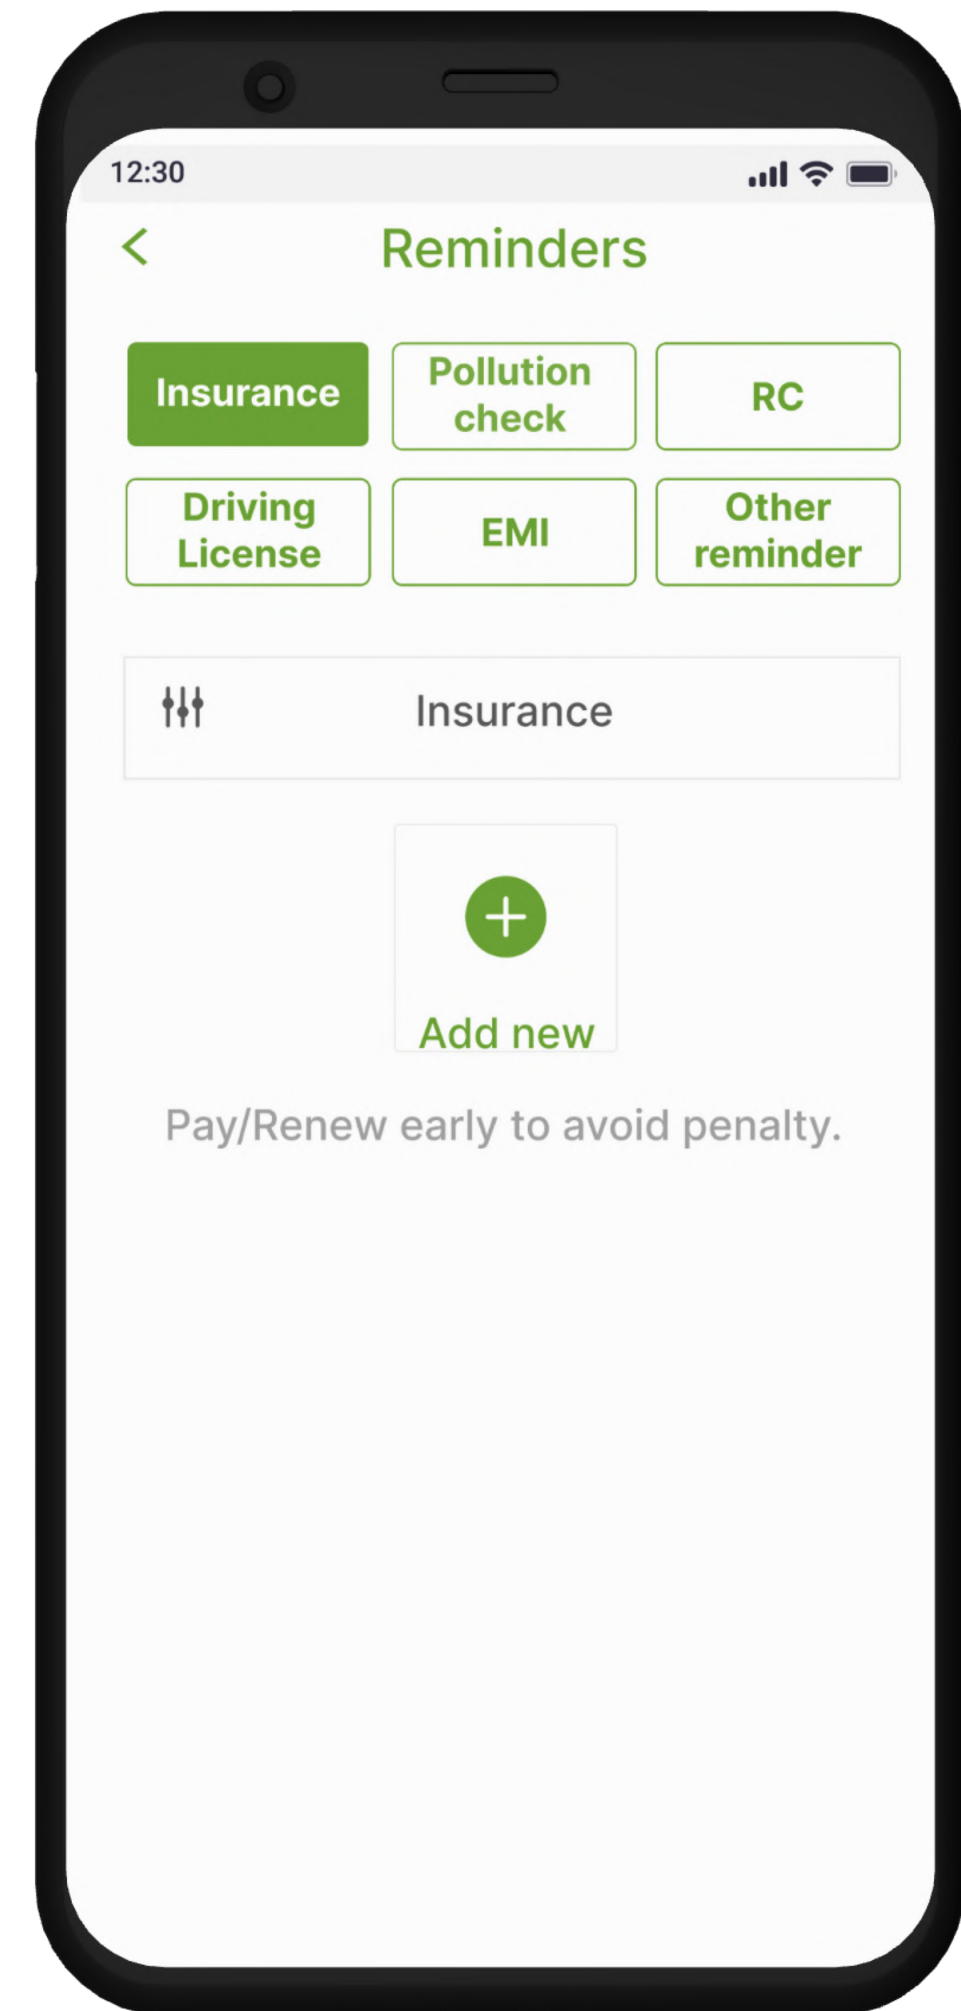 12:30
Reminders
Insurance
Pollution
check
RC
Driving
License
EMI
Other
reminder
Insurance
Add new
Pay/Renew early to avoid penalty.